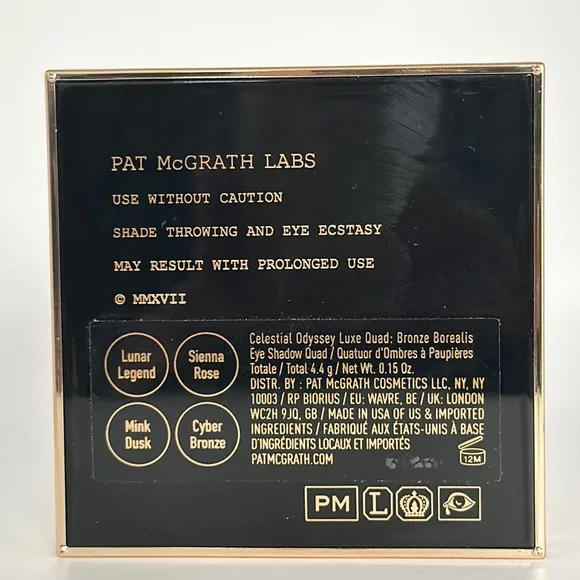 PAT McGRATH LABS
USE WITHOUT CAUTION
SHADE THROWING AND EYE ECSTASY
MAY RESULT WITH PROLONGED USE
© MMXVII
Lunar
Legend
Sienna
Rose
Mink
Dusk
Cyber
Bronze
Celestial Odyssey Luxe Quad: Bronze Borealis
Eye Shadow Quad / Quatuor d'Ombres à Paupières
Totale / Total 4.4 g / Net Wt. 0.15 Oz.
DISTR. BY : PAT McGRATH COSMETICS LLC, NY, NY
10003 / RP BIORIUS / EU: WAVRE, BE / UK: LONDON
WC2H 9JQ, GB / MADE IN USA OF US & IMPORTED
INGREDIENTS / FABRIQUÉ AUX ÉTATS-UNIS À BASE
D'INGRÉDIENTS LOCAUX ET IMPORTÉS
PATMCGRATH.COM
12M
PM L